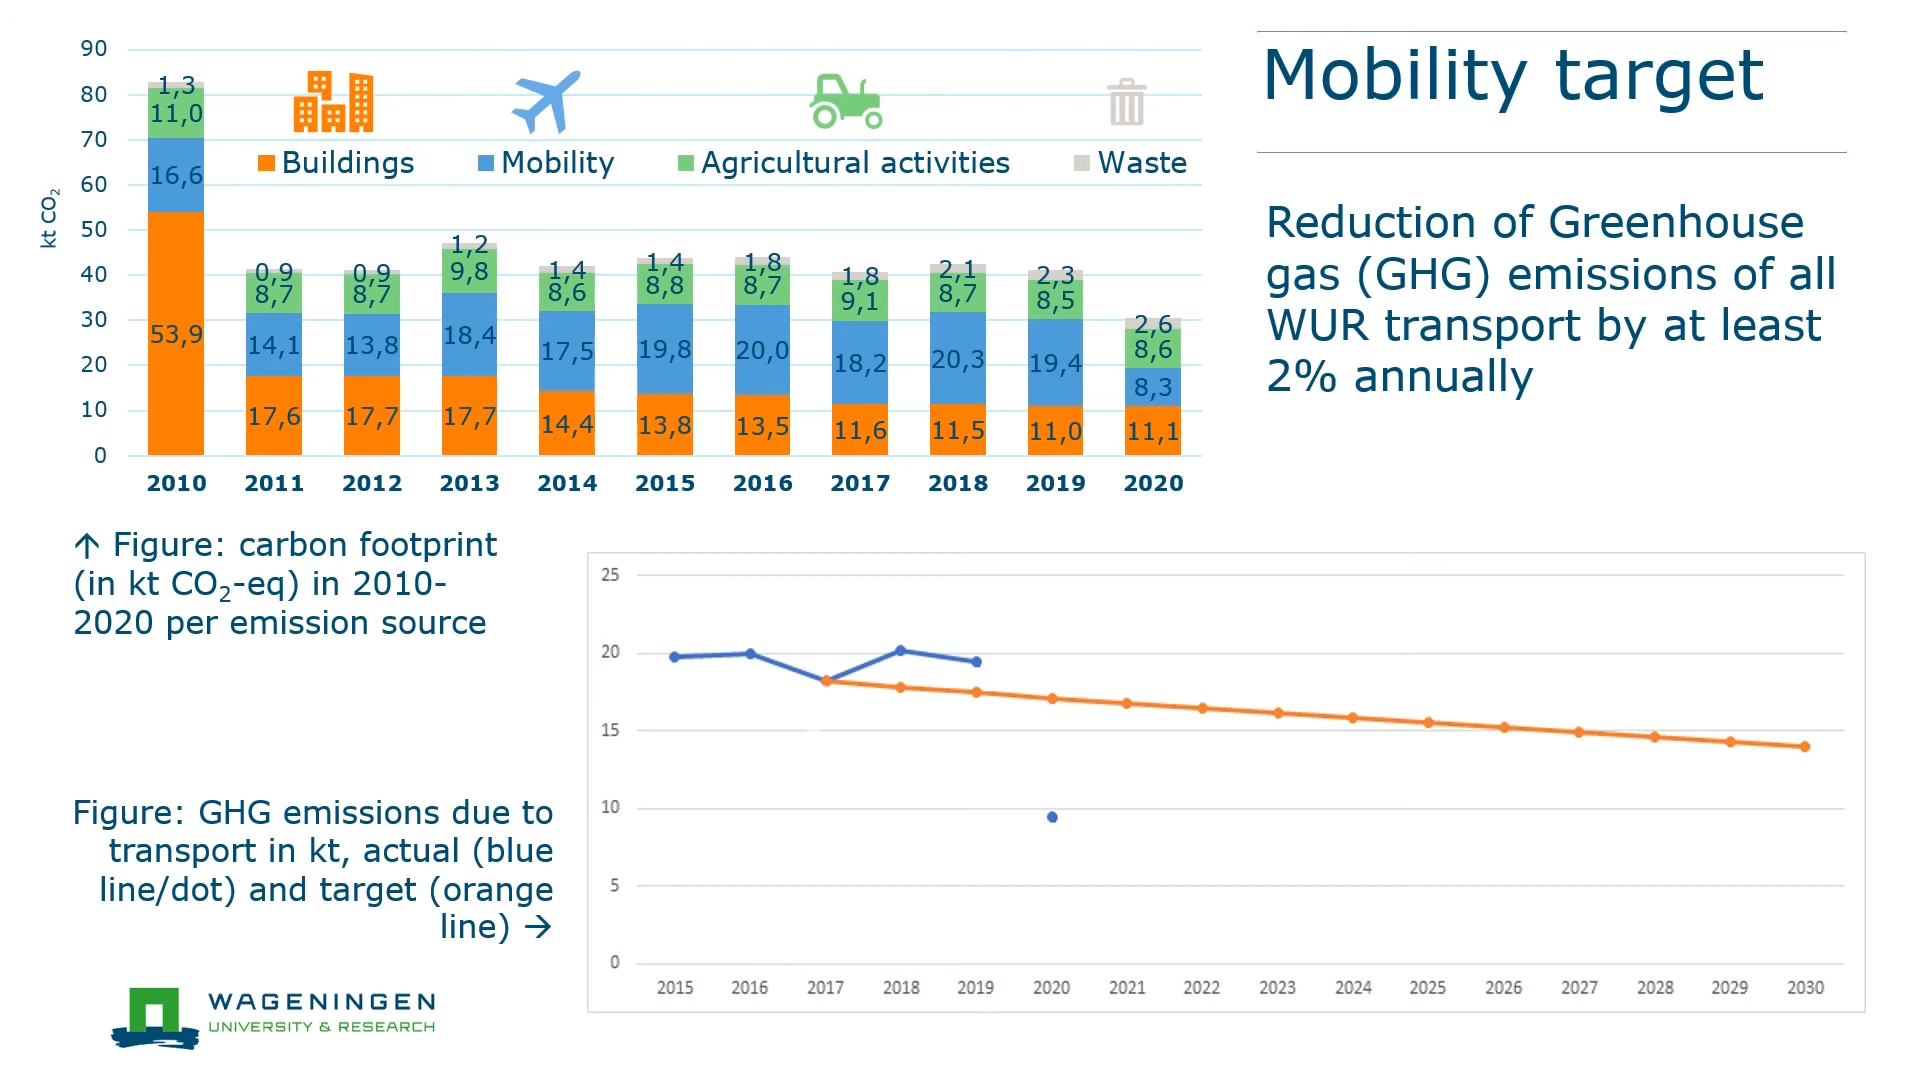 Mobility target
Reduction of Greenhouse
gas (GHG) emissions of all
WUR transport by at least
2% annually
90
80
70
60
50
40
30
20
10
0
kt CO₂
Buildings
Mobility
Agricultural activities
Waste
1,3
11,0
16,6
53,9
0,9
8,7
14,1
17,6
0,9
8,7
13,8
17,7
1,2
9,8
18,4
17,7
1,4
8,6
17,5
14,4
1,4
8,8
19,8
13,8
1,8
8,7
20,0
13,5
1,8
9,1
18,2
11,6
2,1
8,7
20,3
11,5
2,3
8,5
19,4
11,0
2,6
8,6
8,3
11,1
2010 2011 2012 2013 2014 2015 2016 2017 2018 2019 2020
↑ Figure: carbon footprint
(in kt CO₂-eq) in 2010-
2020 per emission source
Figure: GHG emissions due to
transport in kt, actual (blue
line/dot) and target (orange
line) →
25
20
15
10
5
0
2015 2016 2017 2018 2019 2020 2021 2022 2023 2024 2025 2026 2027 2028 2029 2030
WAGENINGEN
UNIVERSITY & RESEARCH